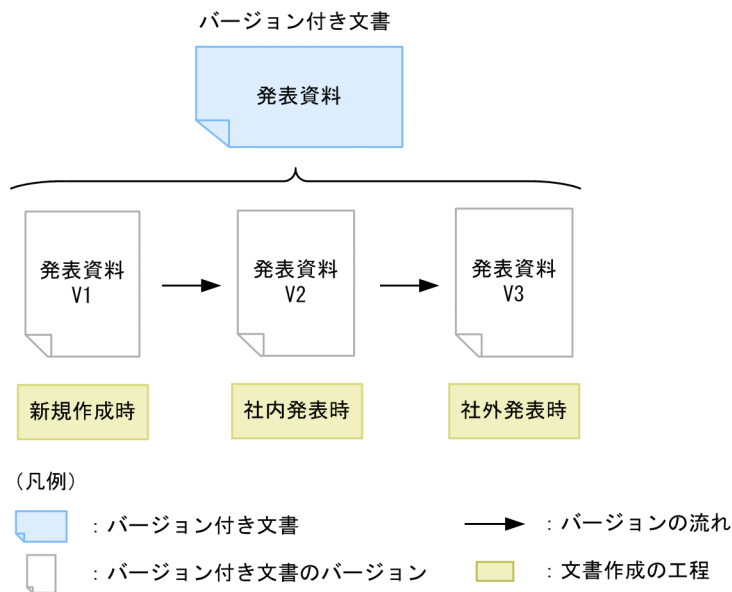 バージョン付き文書
発表資料
発表資料
V1
発表資料
V2
発表資料
V3
新規作成時
社内発表時
社外発表時
(凡例)
：バージョン付き文書
：バージョンの流れ
：バージョン付き文書のバージョン
：文書作成の工程